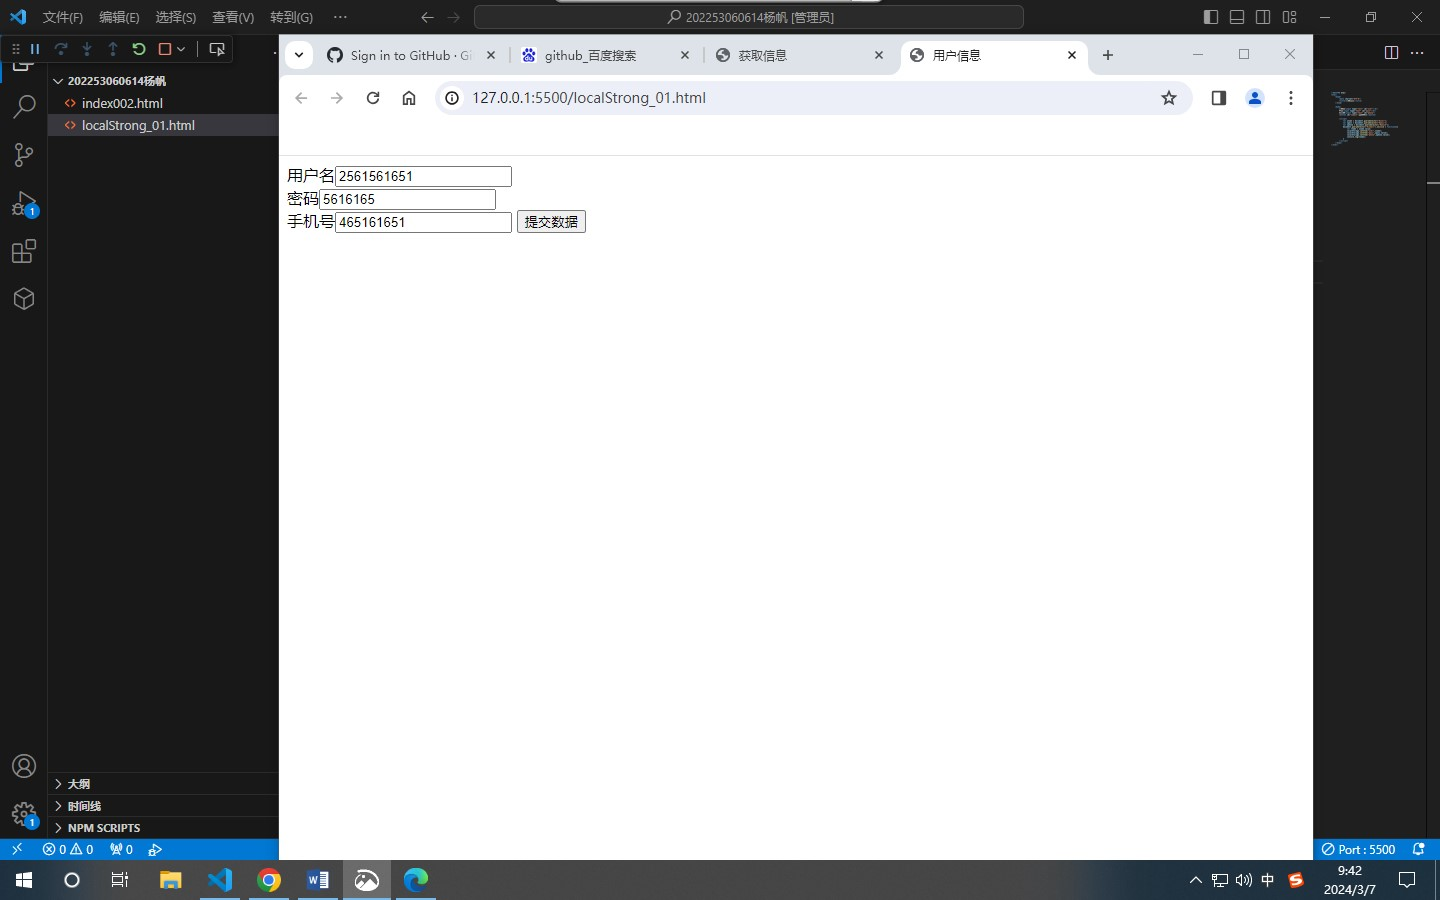 文件(F) 编辑(E) 选择(S) 查看(V) 转到(G) ···
202253060614杨帆 [管理员]
202253060614杨帆
index002.html
localStrong_01.html
Sign in to GitHub · Gi
github_百度搜索
获取信息
用户信息
127.0.0.1:5500/localStrong_01.html
用户名 2561561651
密码 5616165
手机号 465161651 提交数据
1
大纲
时间线
NPM SCRIPTS
1
0 0 0
Port : 5500
中
9:42
2024/3/7